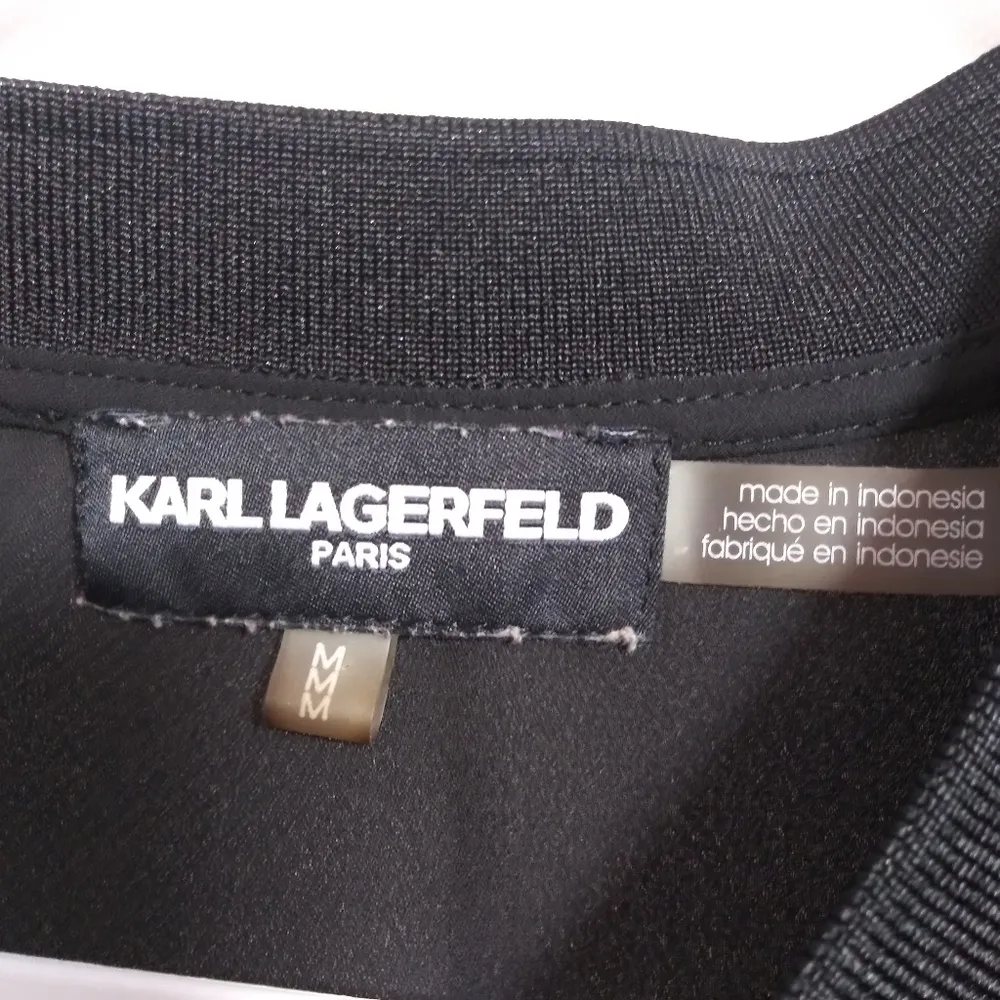 KARL LAGERFELD
PARIS
made in indonesia
hecho en indonesia
fabriqué en indonesie
M
M
M